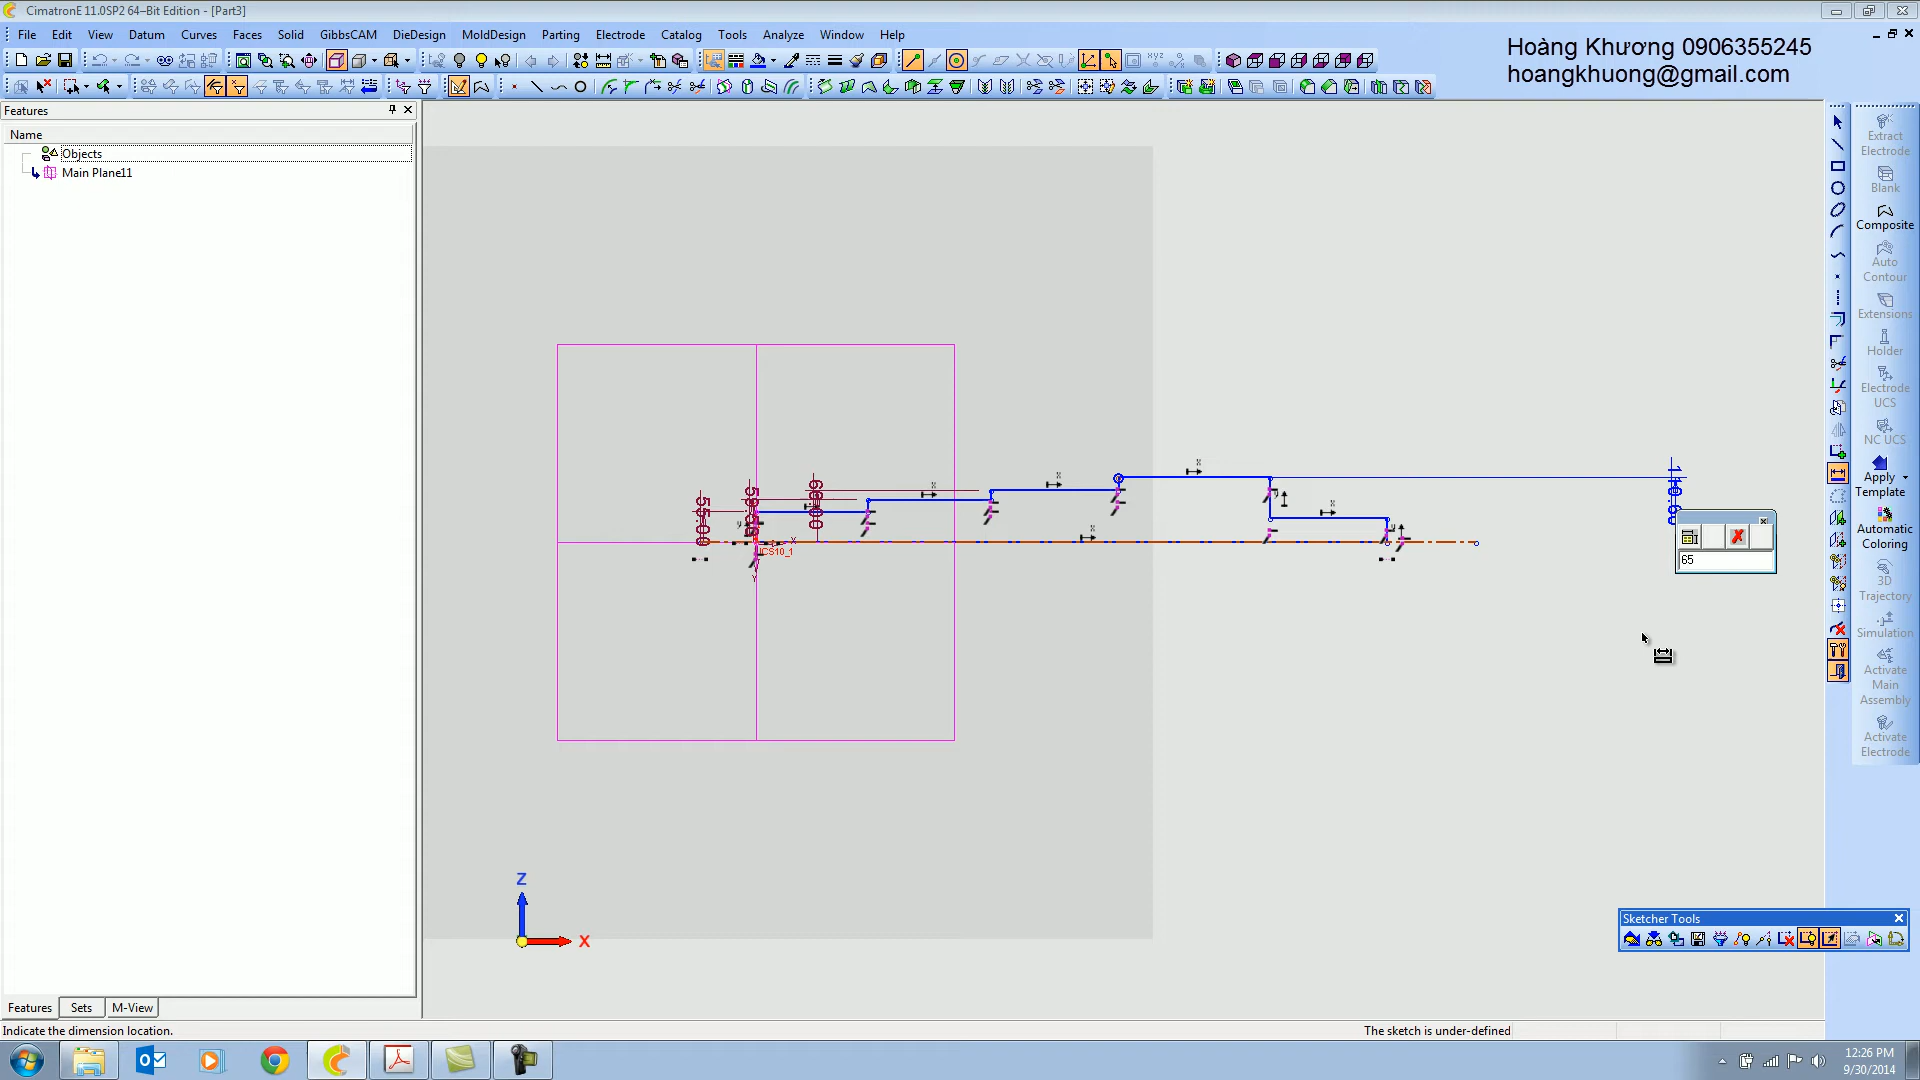 CimatronE 11.0SP2 64–Bit Edition - [Part3]
File Edit View Datum Curves Faces Solid GibbsCAM DieDesign MoldDesign Parting Electrode Catalog Tools Analyze Window Help
Hoàng Khương 0906355245
hoangkhuong@gmail.com
Features
Name
Objects
Main Plane11
Extract
Electrode
Blank
Composite
Auto
Contour
Extensions
Holder
Electrode
UCS
NC UCS
Apply
Template
Automatic
Coloring
3D
Trajectory
Simulation
Activate
Main
Assembly
Activate
Electrode
X
Y
65
Z
X
Sketcher Tools
Features Sets M-View
Indicate the dimension location.
The sketch is under-defined
12:26 PM
9/30/2014